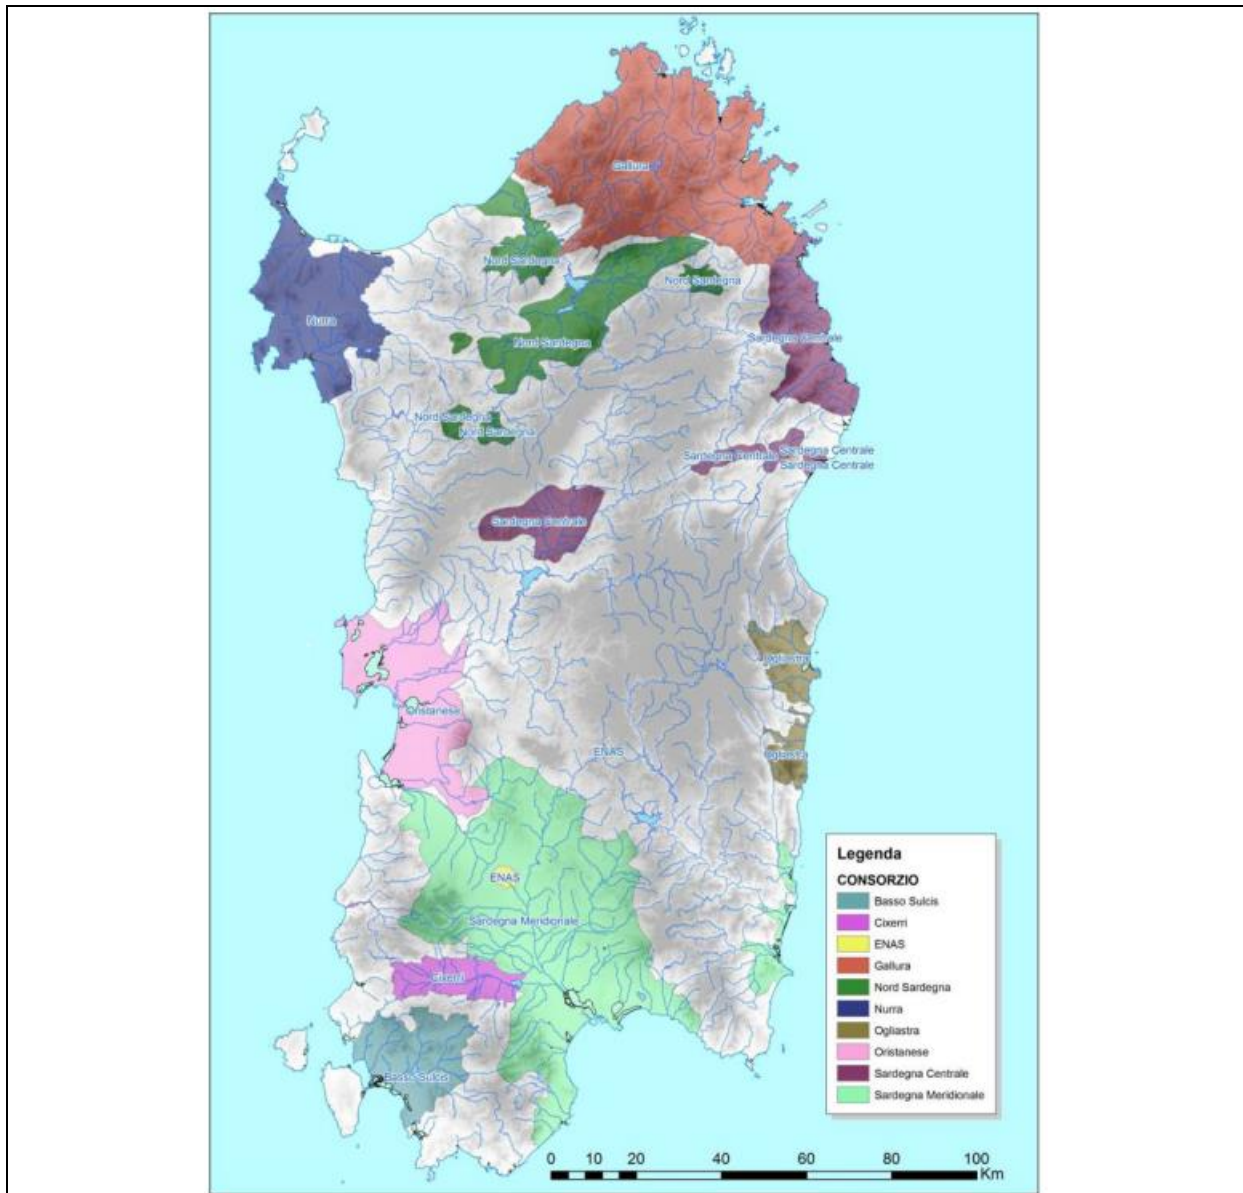 Gallura
Nord Sardegna
Nord Sardegna
Nurra
Sardegna Centrale
Nord Sardegna
Nord Sardegna
Nord Sardegna
Sardegna Centrale
Sardegna Centrale
Sardegna Centrale
Sardegna Centrale
Ogliastra
Oristanese
ENAS
Ogliastra
ENAS
Sardegna Meridionale
Cixerri
Basso Sulcis
Legenda
CONSORZIO
Basso Sulcis
Cixerri
ENAS
Gallura
Nord Sardegna
Nurra
Ogliastra
Oristanese
Sardegna Centrale
Sardegna Meridionale
0 10 20 40 60 80 100
Km